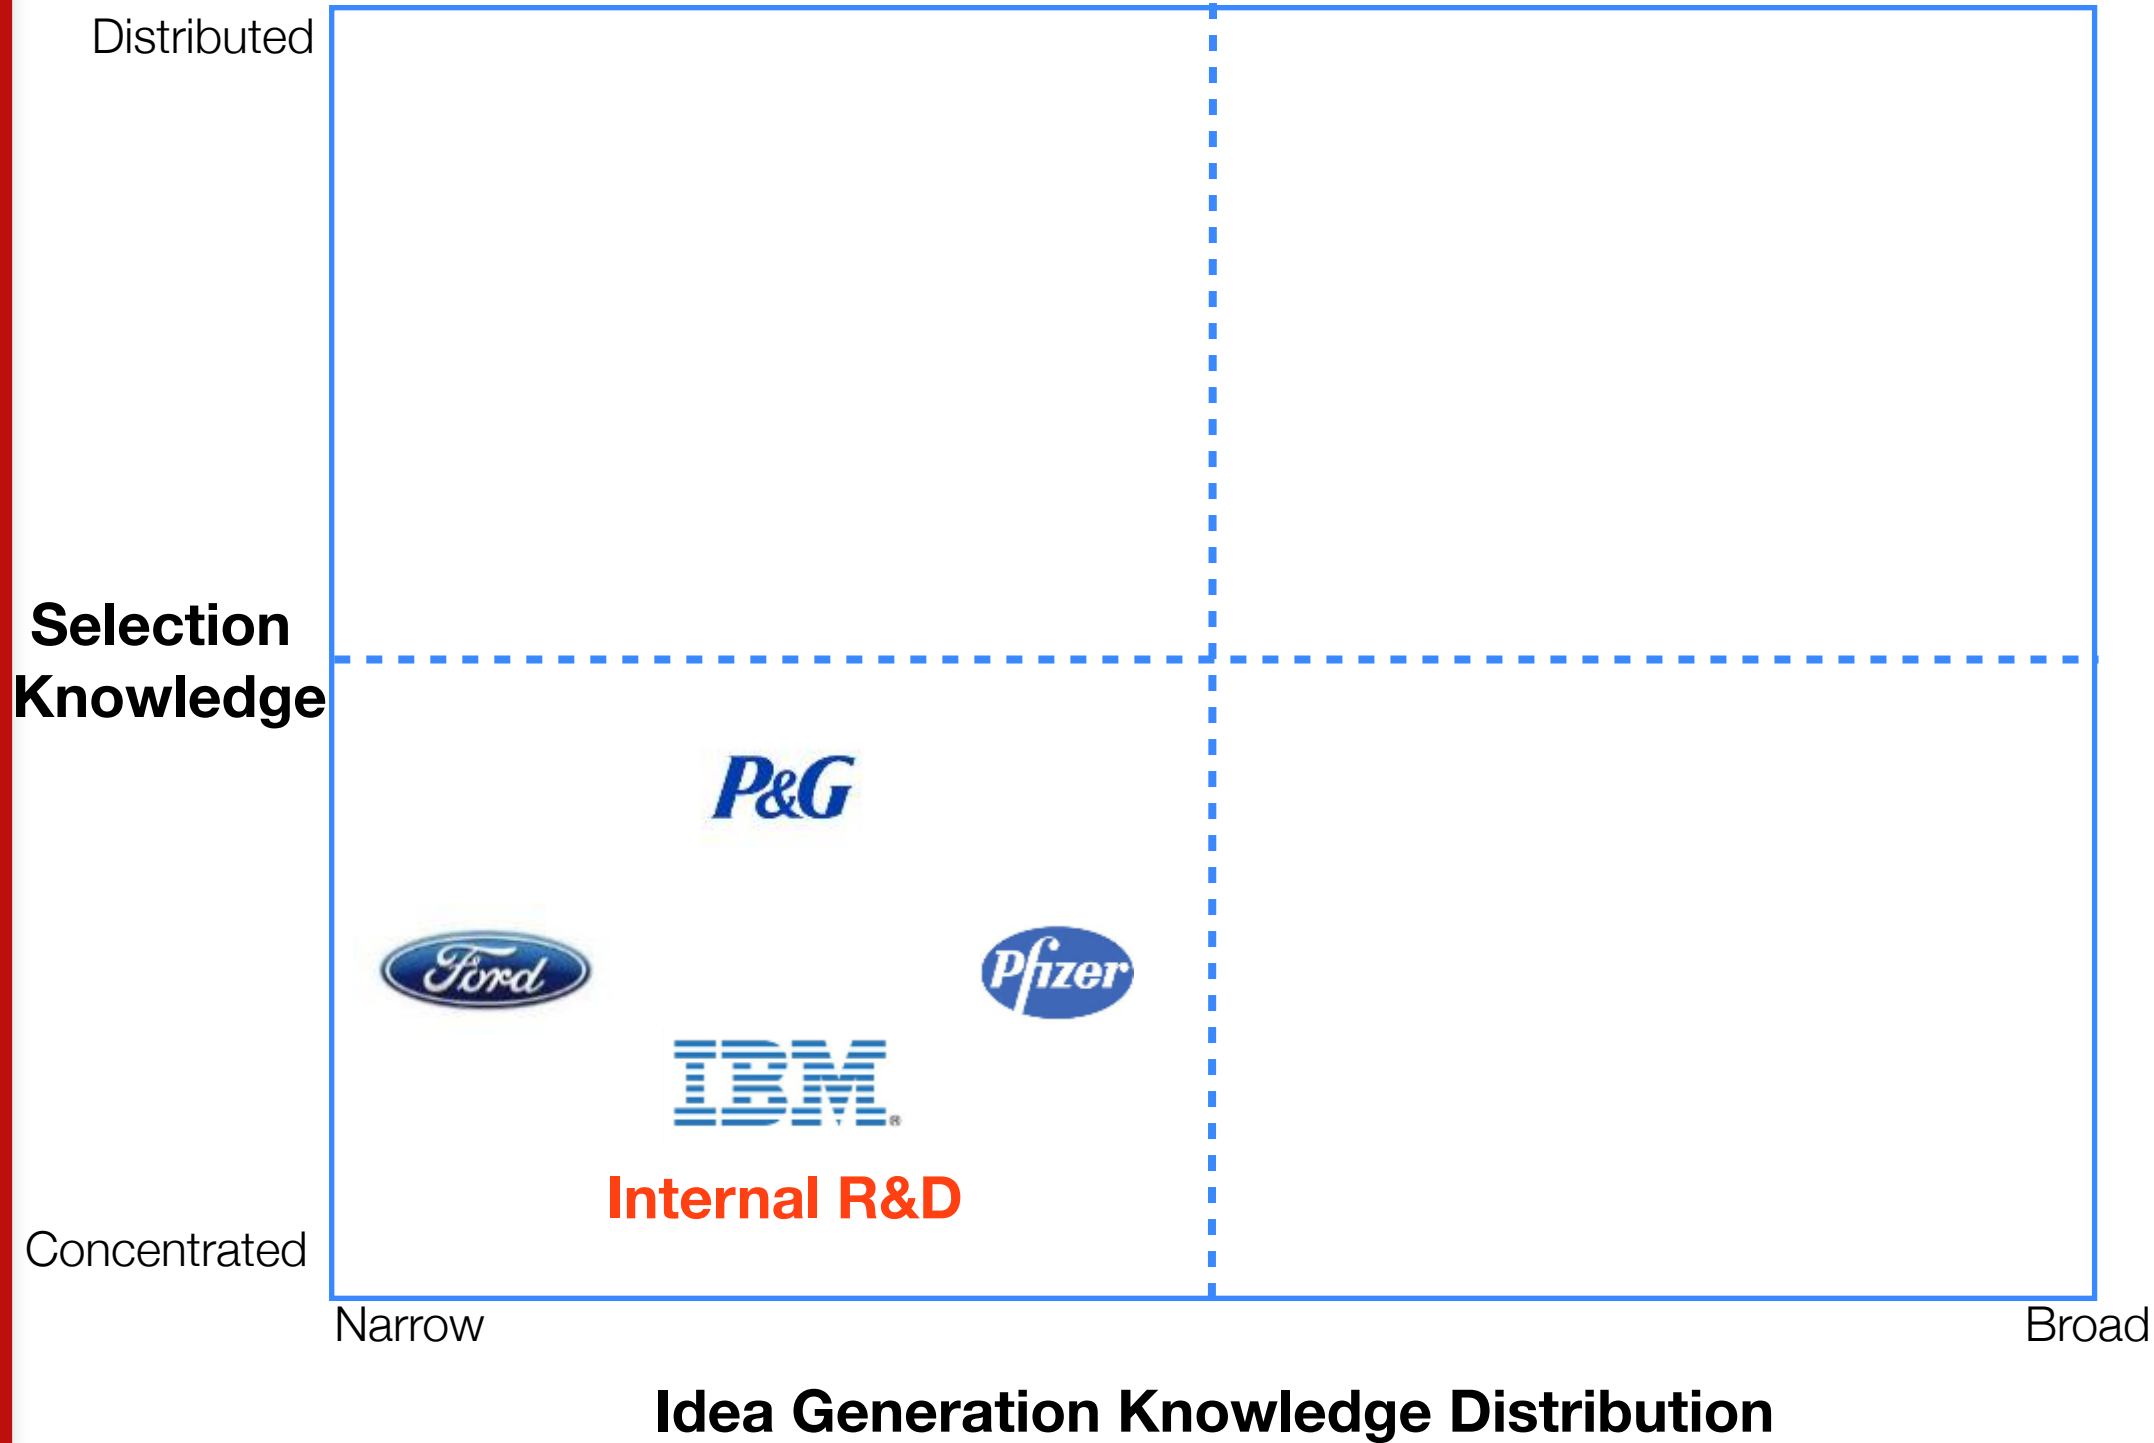 Distributed
Selection
Knowledge
P&G
Ford
Pfizer
IBM®
Internal R&D
Concentrated
Narrow
Broad
Idea Generation Knowledge Distribution